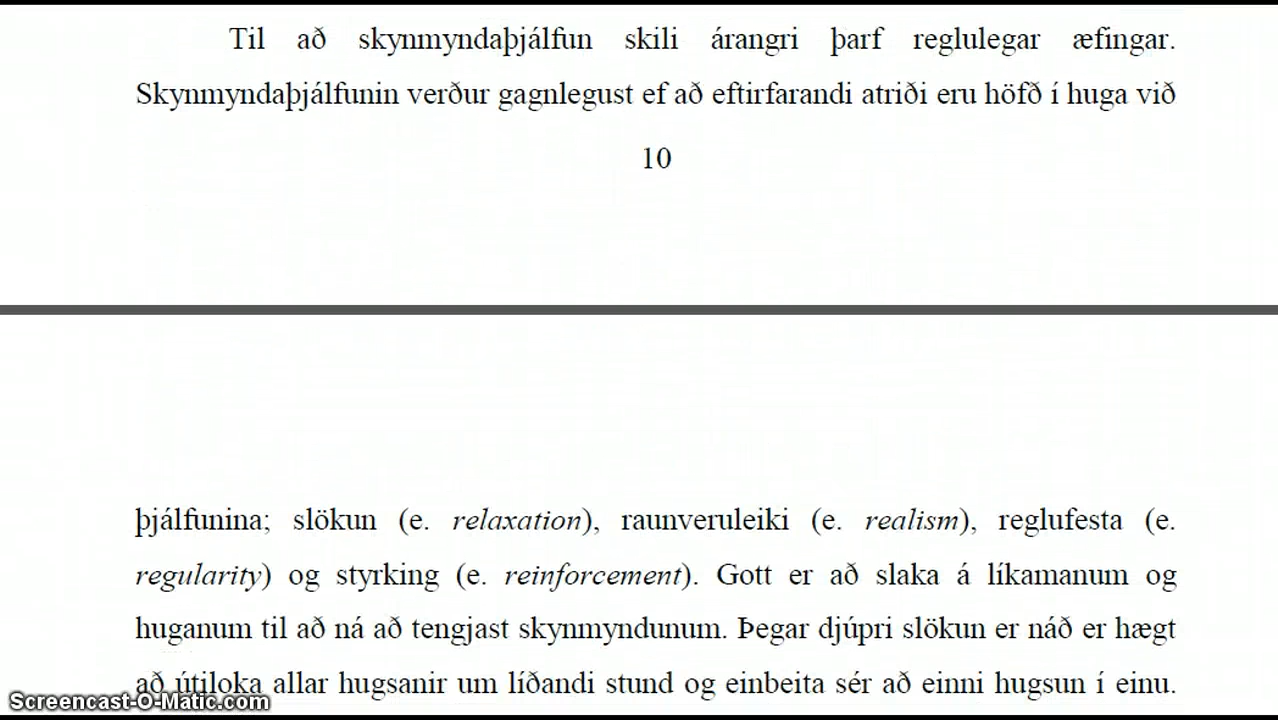 Til að skynmyndaþjálfun skili árangri þarf reglulegar æfingar.
Skynmyndaþjálfunin verður gagnlegust ef að eftirfarandi atriði eru höfð í huga við
10
þjálfunina; slökun (e. relaxation), raunveruleiki (e. realism), reglufesta (e.
regularity) og styrking (e. reinforcement). Gott er að slaka á líkamanum og
huganum til að ná að tengjast skynmyndunum. Þegar djúpri slökun er náð er hægt
að útiloka allar hugsanir um líðandi stund og einbeita sér að einni hugsun í einu.
Screencast-O-Matic.com